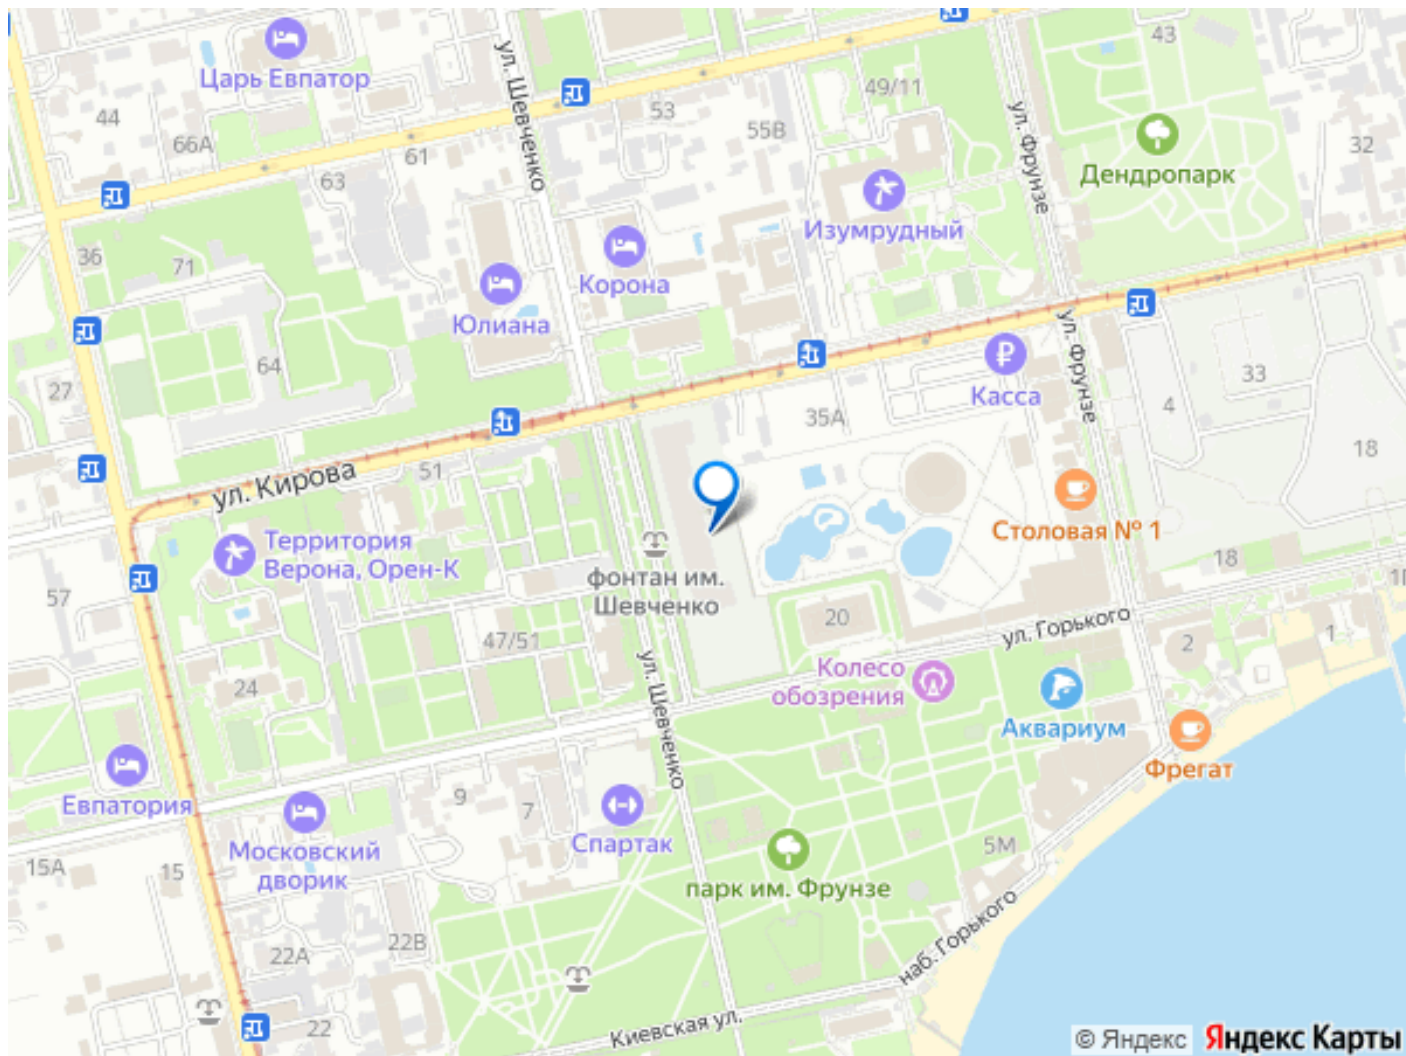 43
Царь Евпатор
ул. Шевченко
49/11
ул. Фрунзе
44
53
55В
66А
61
32
63
Дендропарк
Изумрудный
36
71
Корона
Юлиана
ул. Фрунзе
64
Касса
33
27
4
35А
18
51
ул. Кирова
Столовая № 1
Территория
Верона, Орен-К
фонтан им.
Шевченко
18
57
1Г
20
ул. Горького
47/51
2
1
Колесо
обозрения
ул. Шевченко
24
Аквариум
Фрегат
Евпатория
9
7
Спартак
Московский
дворик
5М
15А
15
парк им. Фрунзе
22В
22А
наб. Горького
22
Киевская ул.
© Яндекс Яндекс Карты